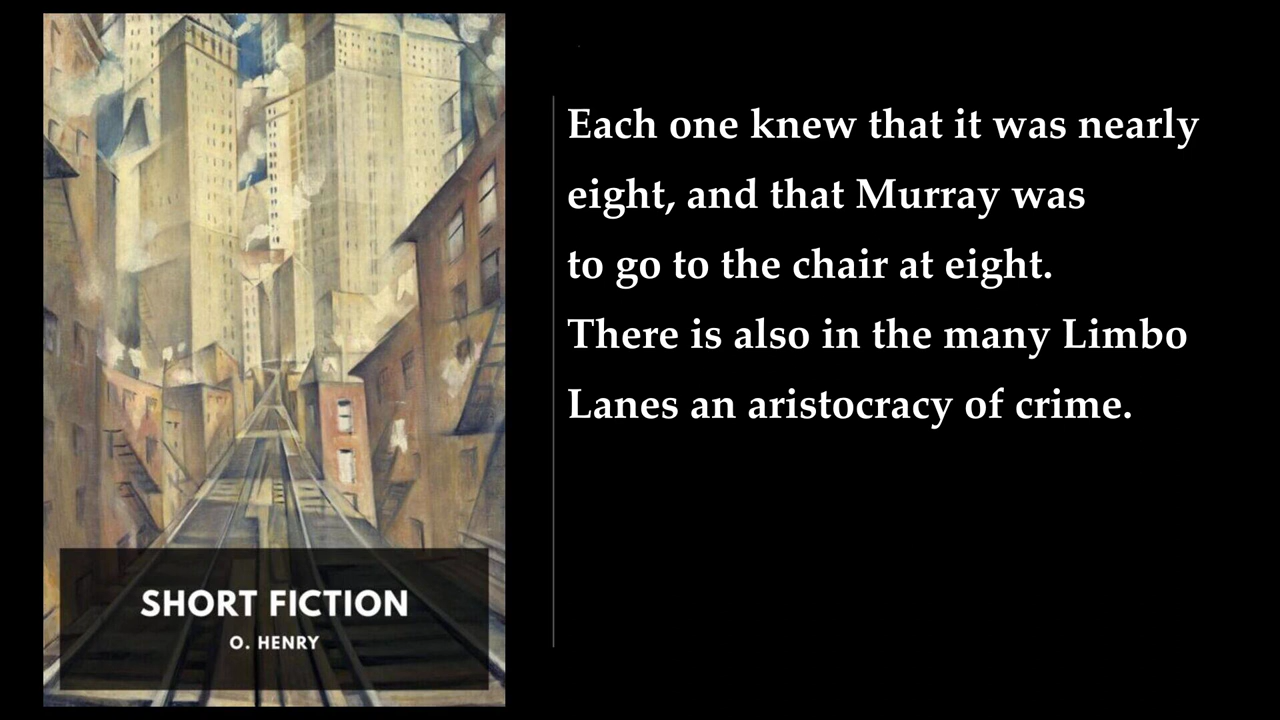 SHORT FICTION
O. HENRY
Each one knew that it was nearly
eight, and that Murray was
to go to the chair at eight.
There is also in the many Limbo
Lanes an aristocracy of crime.